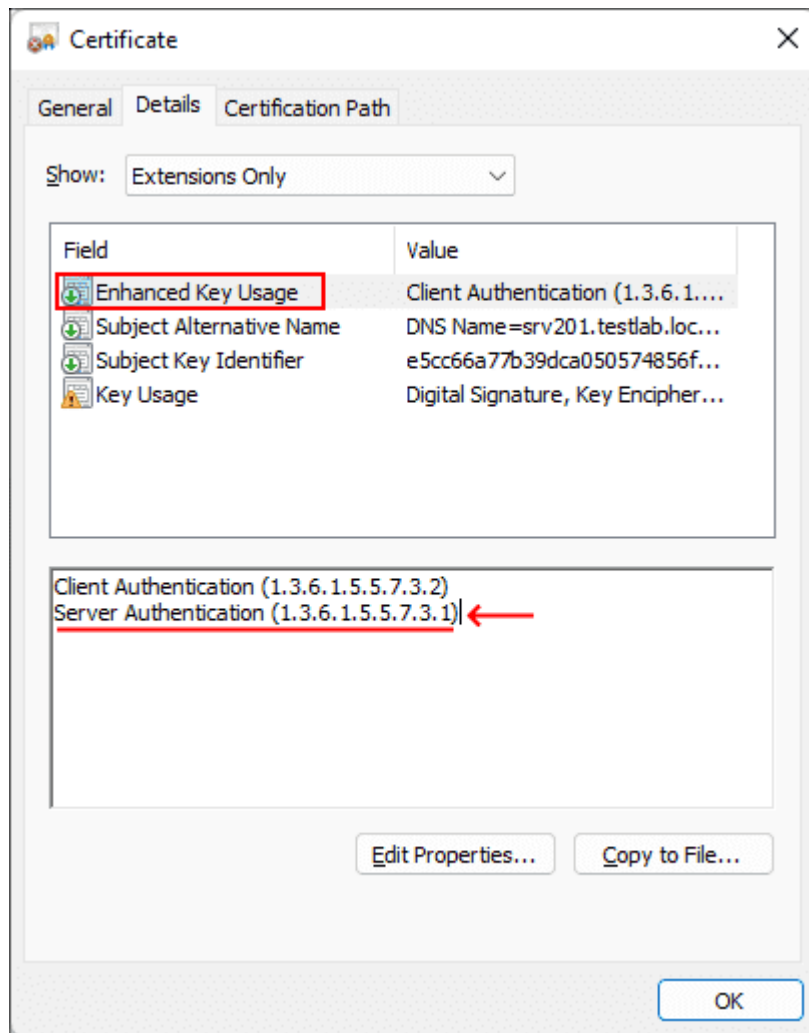 Certificate
General Details Certification Path
Show: Extensions Only
Field Value
Enhanced Key Usage Client Authentication (1.3.6.1....
Subject Alternative Name DNS Name=srv201.testlab.loc...
Subject Key Identifier e5cc66a77b39dca050574856f...
Key Usage Digital Signature, Key Encipher...
Client Authentication (1.3.6.1.5.5.7.3.2)
Server Authentication (1.3.6.1.5.5.7.3.1)
Edit Properties... Copy to File...
OK